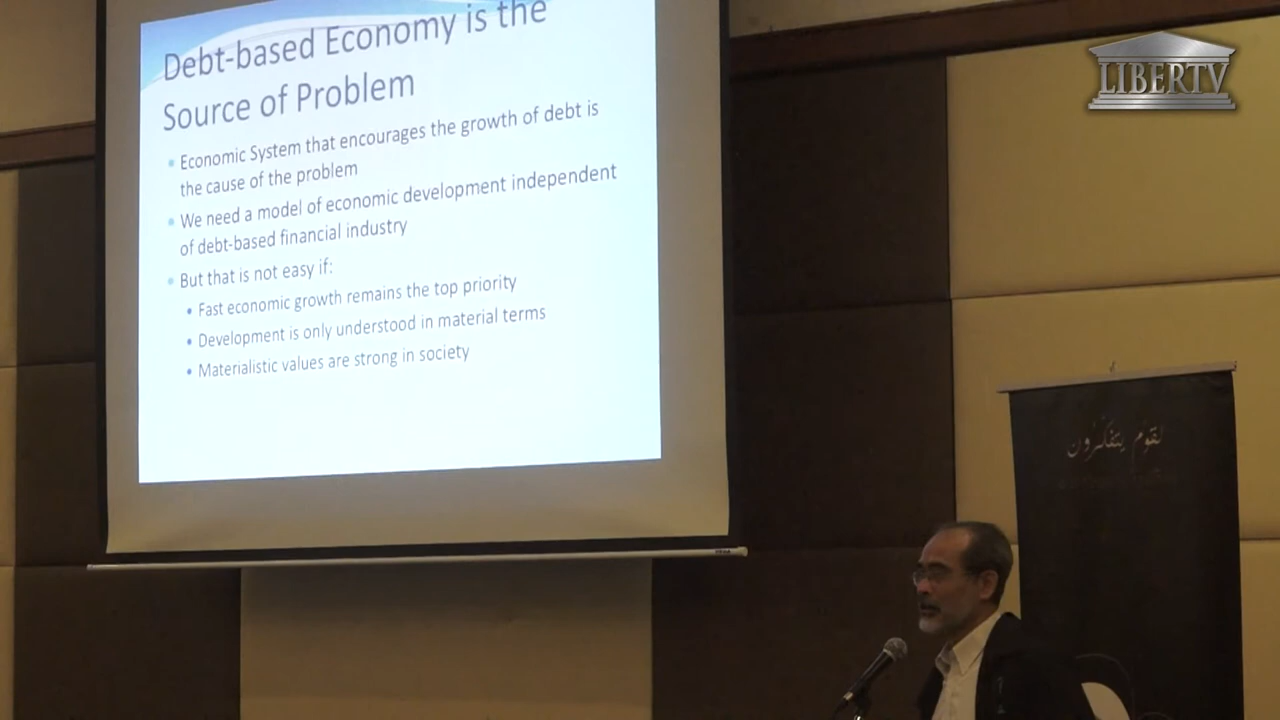 LIBERTV
Debt-based Economy is the
Source of Problem
Economic System that encourages the growth of debt is
the cause of the problem
We need a model of economic development independent
of debt-based financial industry
But that is not easy if:
Fast economic growth remains the top priority
Development is only understood in material terms
Materialistic values are strong in society
لقوم يتفكرون